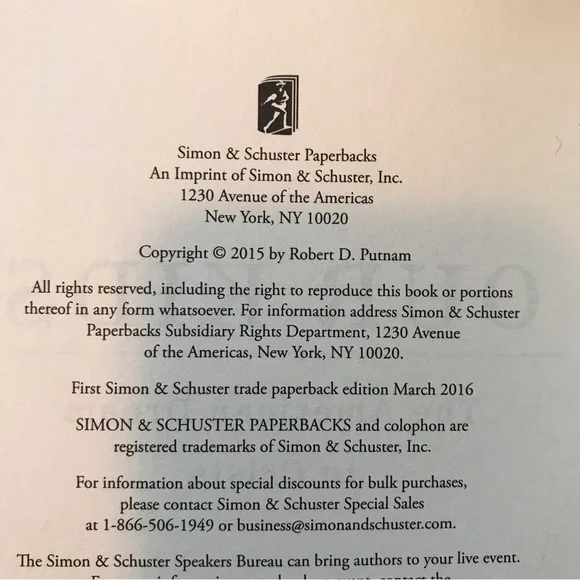 Simon & Schuster Paperbacks
An Imprint of Simon & Schuster, Inc.
1230 Avenue of the Americas
New York, NY 10020
Copyright © 2015 by Robert D. Putnam
All rights reserved, including the right to reproduce this book or portions
thereof in any form whatsoever. For information address Simon & Schuster
Paperbacks Subsidiary Rights Department, 1230 Avenue
of the Americas, New York, NY 10020.
First Simon & Schuster trade paperback edition March 2016
SIMON & SCHUSTER PAPERBACKS and colophon are
registered trademarks of Simon & Schuster, Inc.
For information about special discounts for bulk purchases,
please contact Simon & Schuster Special Sales
at 1-866-506-1949 or business@simonandschuster.com.
The Simon & Schuster Speakers Bureau can bring authors to your live event.